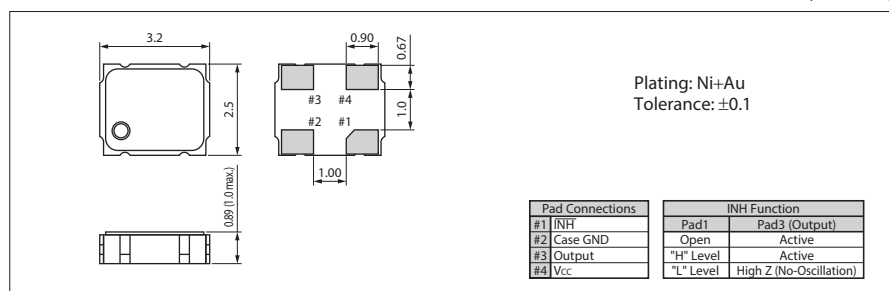 3.2
2.5
0.89 (1.0 max.)
0.90
0.67
1.0
1.00
#3 #4
#2 #1
Plating: Ni+Au
Tolerance: ±0.1
Pad Connections
#1 INH
#2 Case GND
#3 Output
#4 Vcc
INH Function
Pad1 Pad3 (Output)
Open Active
"H" Level Active
"L" Level High Z (No-Oscillation)